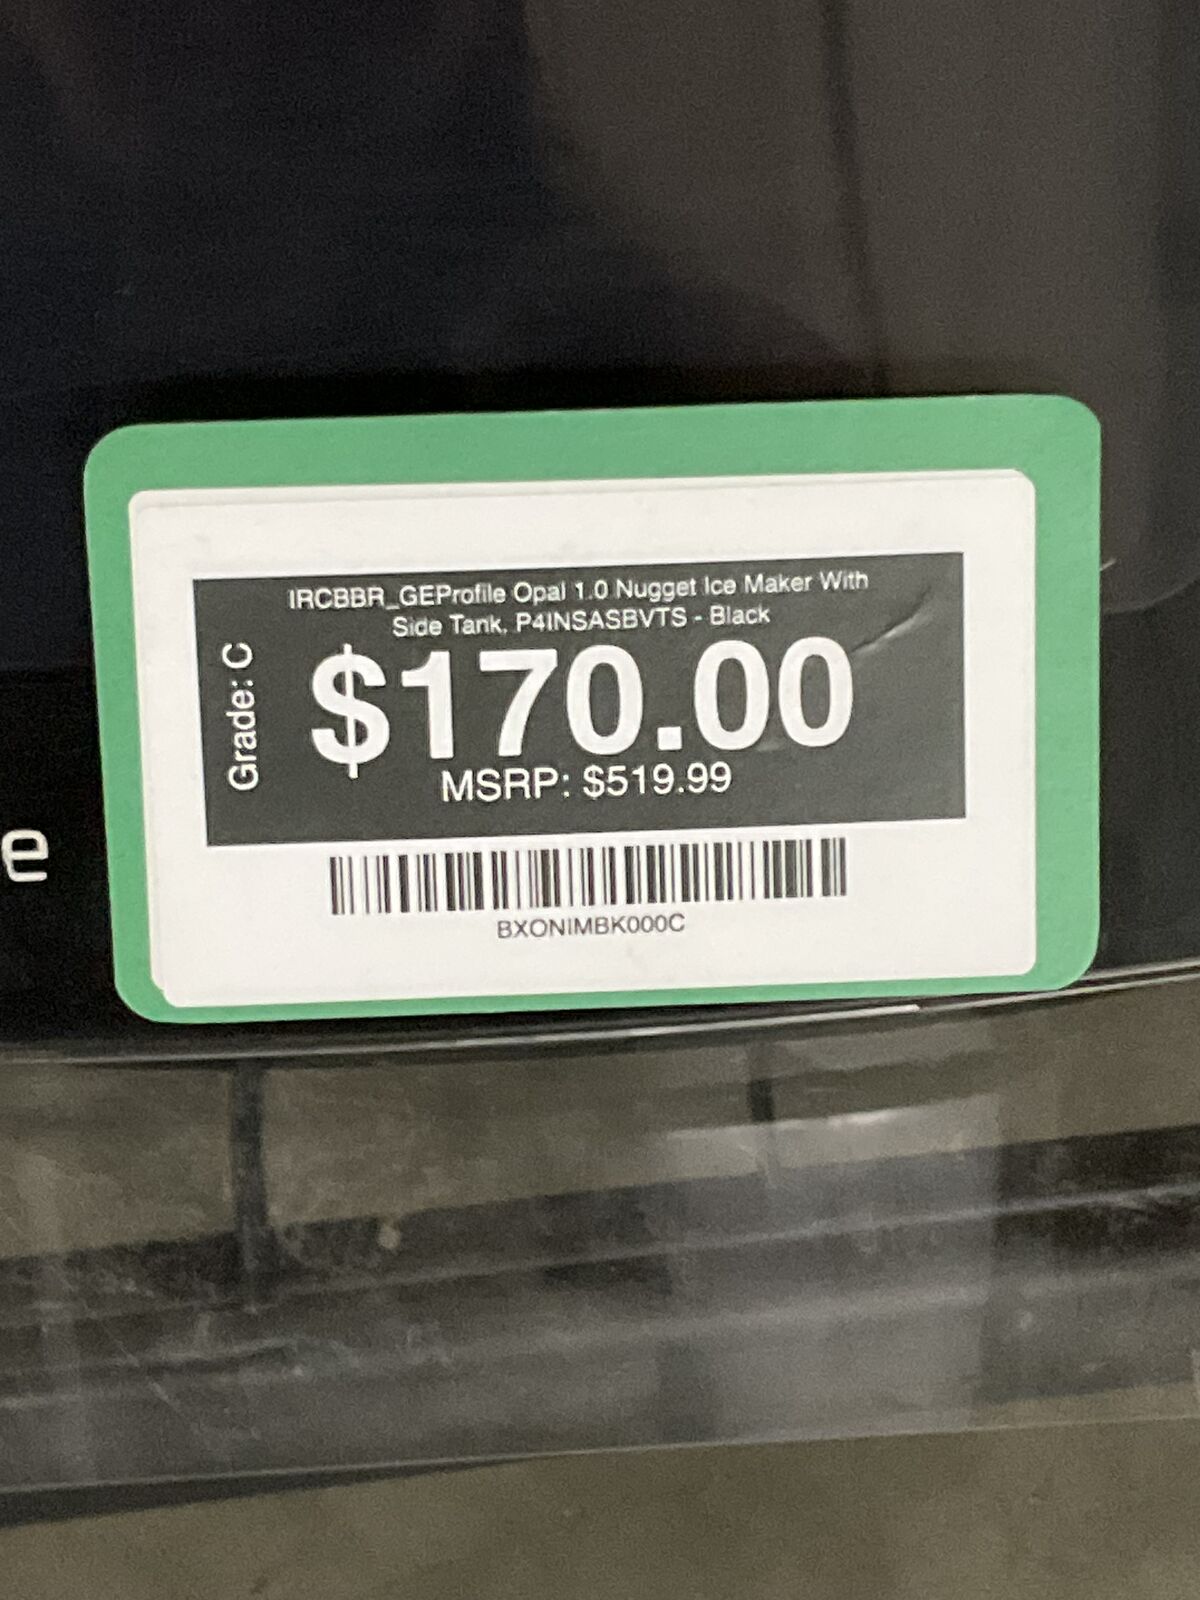 IRCBBR_GEProfile Opal 1.0 Nugget Ice Maker With
Side Tank, P4INSASBVTS - Black
Grade: C
$170.00
MSRP: $519.99
BXONIMBK000C
e